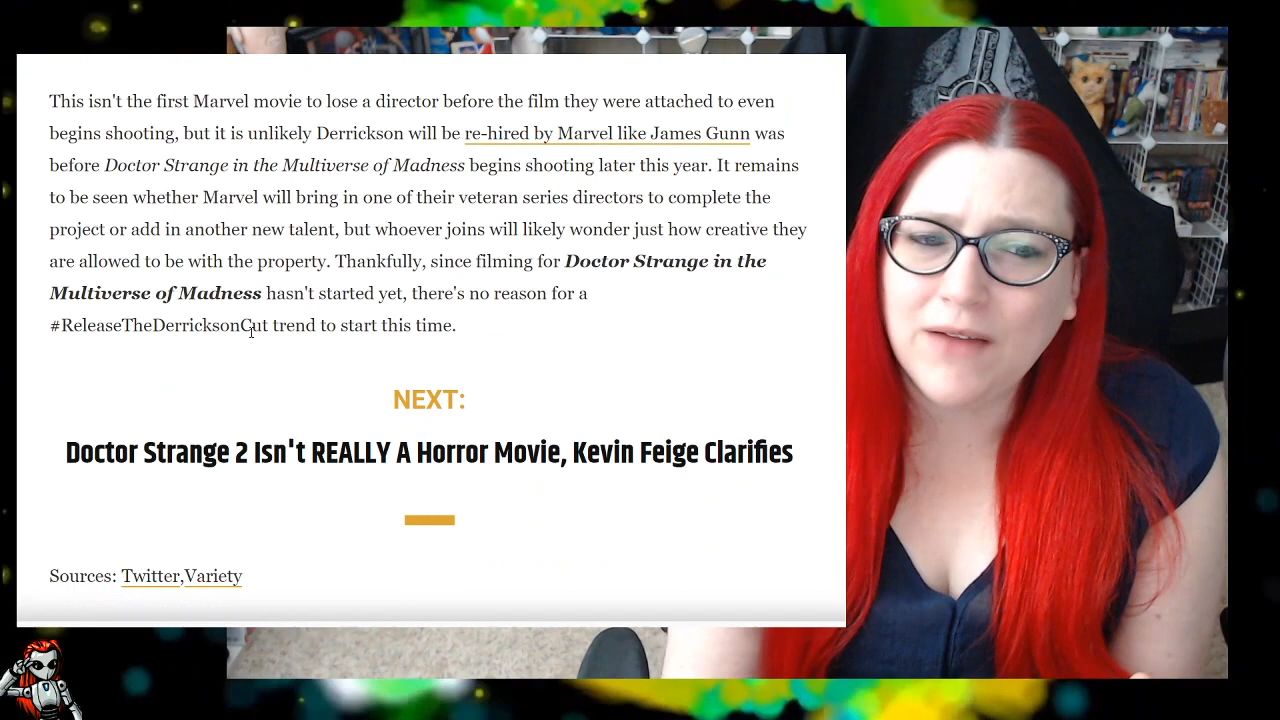 This isn't the first Marvel movie to lose a director before the film they were attached to even
begins shooting, but it is unlikely Derrickson will be re-hired by Marvel like James Gunn was
before Doctor Strange in the Multiverse of Madness begins shooting later this year. It remains
to be seen whether Marvel will bring in one of their veteran series directors to complete the
project or add in another new talent, but whoever joins will likely wonder just how creative they
are allowed to be with the property. Thankfully, since filming for Doctor Strange in the
Multiverse of Madness hasn't started yet, there's no reason for a
#ReleaseTheDerricksonCut trend to start this time.
NEXT:
Doctor Strange 2 Isn't REALLY A Horror Movie, Kevin Feige Clarifies
Sources: Twitter,Variety